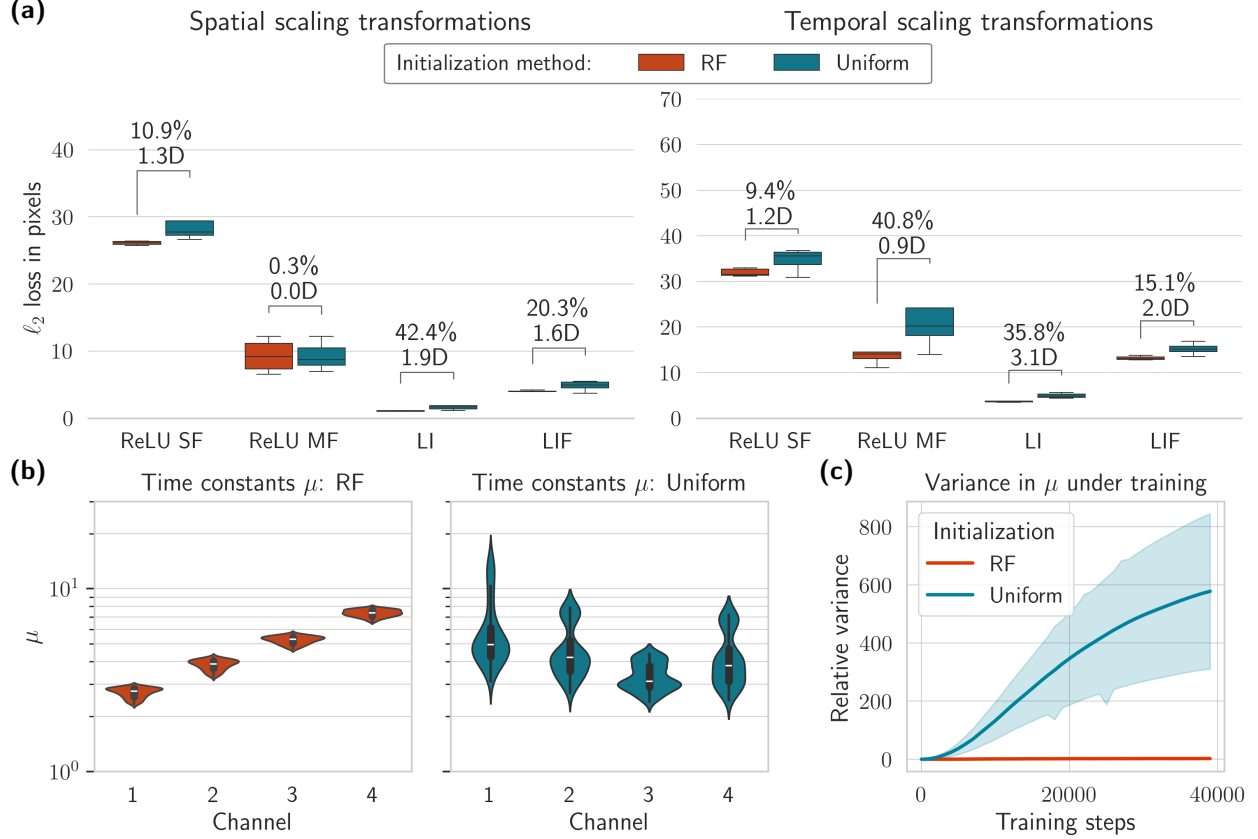 (a)
Spatial scaling transformations
Temporal scaling transformations
Initialization method: RF Uniform
ℓ₂ loss in pixels
40
30
20
10
0
10.9%
1.3D
0.3%
0.0D
42.4%
1.9D
20.3%
1.6D
ReLU SF ReLU MF LI LIF
70
60
50
40
30
20
10
0
9.4%
1.2D
40.8%
0.9D
35.8%
3.1D
15.1%
2.0D
ReLU SF ReLU MF LI LIF
(b)
Time constants μ: RF
μ
10¹
10⁰
1 2 3 4
Channel
Time constants μ: Uniform
1 2 3 4
Channel
(c)
Variance in μ under training
Initialization
RF
Uniform
Relative variance
800
600
400
200
0
0 20000 40000
Training steps